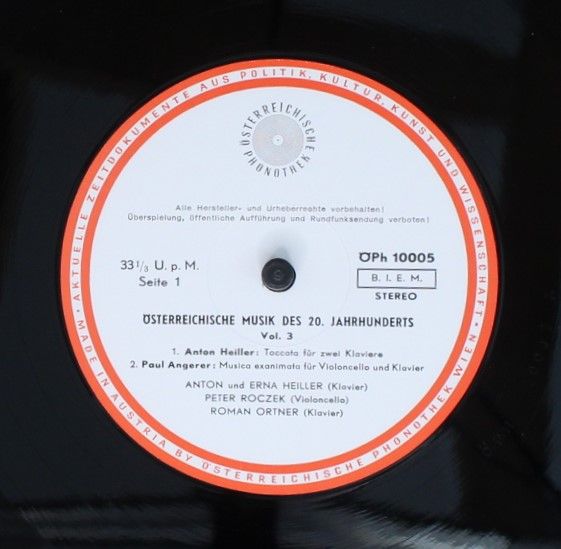 AKTUELLE ZEITDOKUMENTE AUS POLITIK, KULTUR, KUNST UND WISSENSCHAFT •
MADE IN AUSTRIA BY ÖSTERREICHISCHE PHONOTHEK WIEN •
ÖSTERREICHISCHE
PHONOTHEK
Alle Hersteller- und Urheberrechte vorbehalten!
Überspielung, öffentliche Aufführung und Rundfunksendung verboten!
33 1/3 U. p. M.
Seite 1
ÖPh 10005
B. I. E. M.
STEREO
ÖSTERREICHISCHE MUSIK DES 20. JAHRHUNDERTS
Vol. 3
1. Anton Heiller: Toccata für zwei Klaviere
2. Paul Angerer: Musica exanimata für Violoncello und Klavier
ANTON und ERNA HEILLER (Klavier)
PETER ROCZEK (Violoncello)
ROMAN ORTNER (Klavier)